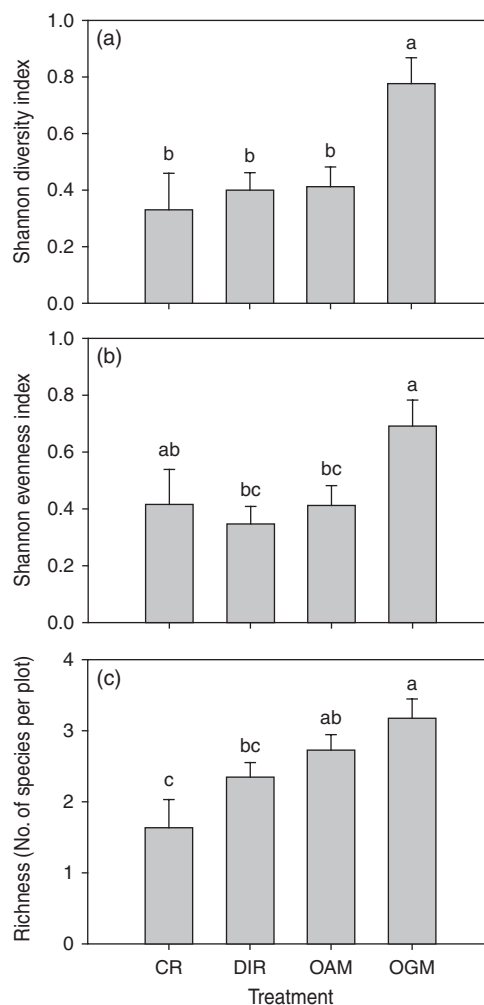 (a)
Shannon diversity index
1.0
0.8
0.6
0.4
0.2
0.0
b
b
b
a
(b)
Shannon evenness index
1.0
0.8
0.6
0.4
0.2
0.0
ab
bc
bc
a
(c)
Richness (No. of species per plot)
4
3
2
1
0
c
bc
ab
a
CR DIR OAM OGM
Treatment